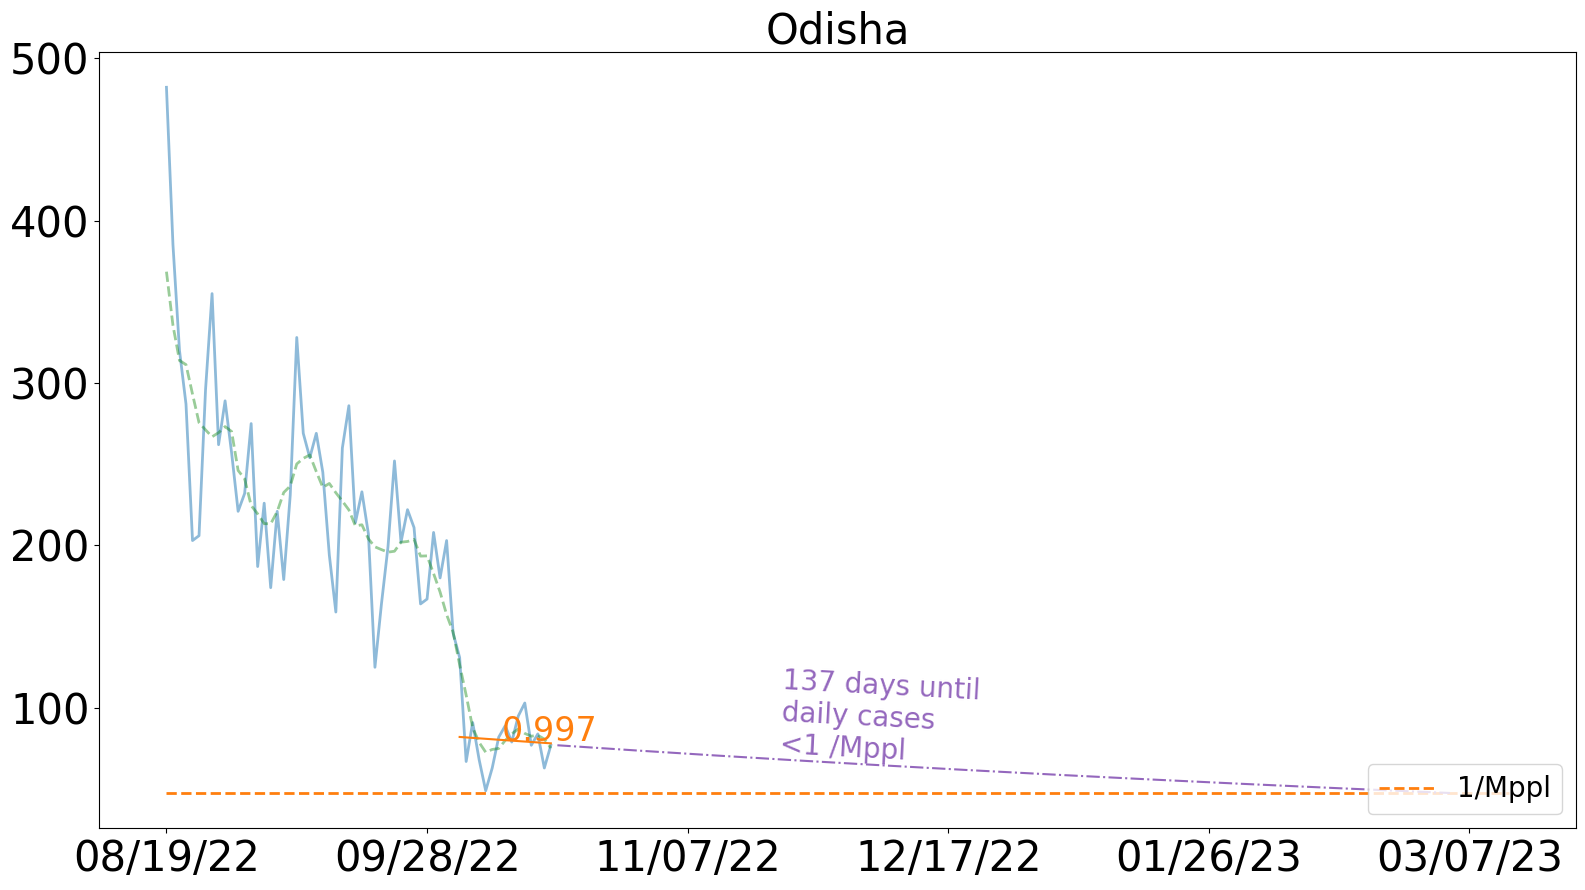 Odisha
500
400
300
200
100
0.997
137 days until
daily cases
<1 /Mppl
1/Mppl
08/19/22 09/28/22 11/07/22 12/17/22 01/26/23 03/07/23